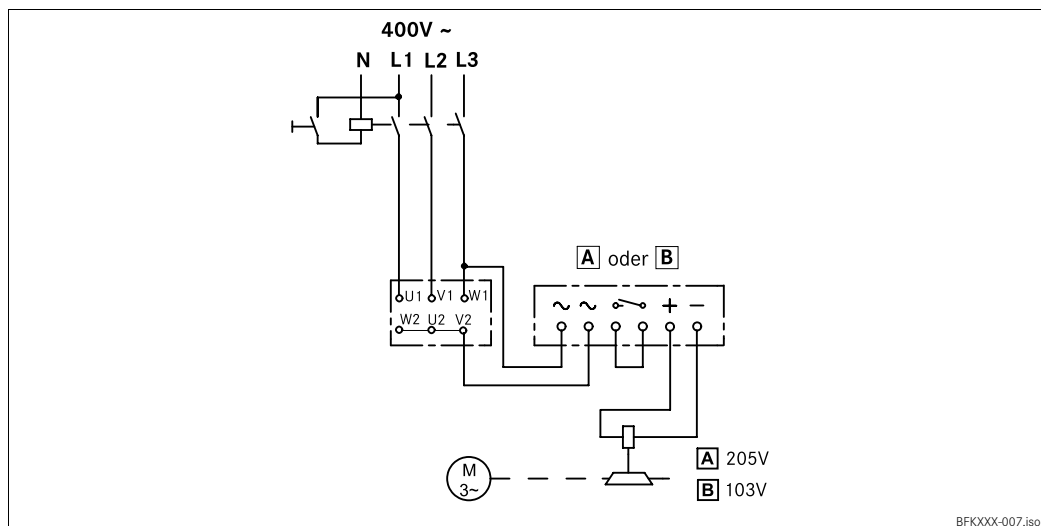 400V ~
N L1 L2 L3
A oder B
U1 V1 W1
W2 U2 V2
+ −
M
3~
A 205V
B 103V
BFKXXX-007.iso